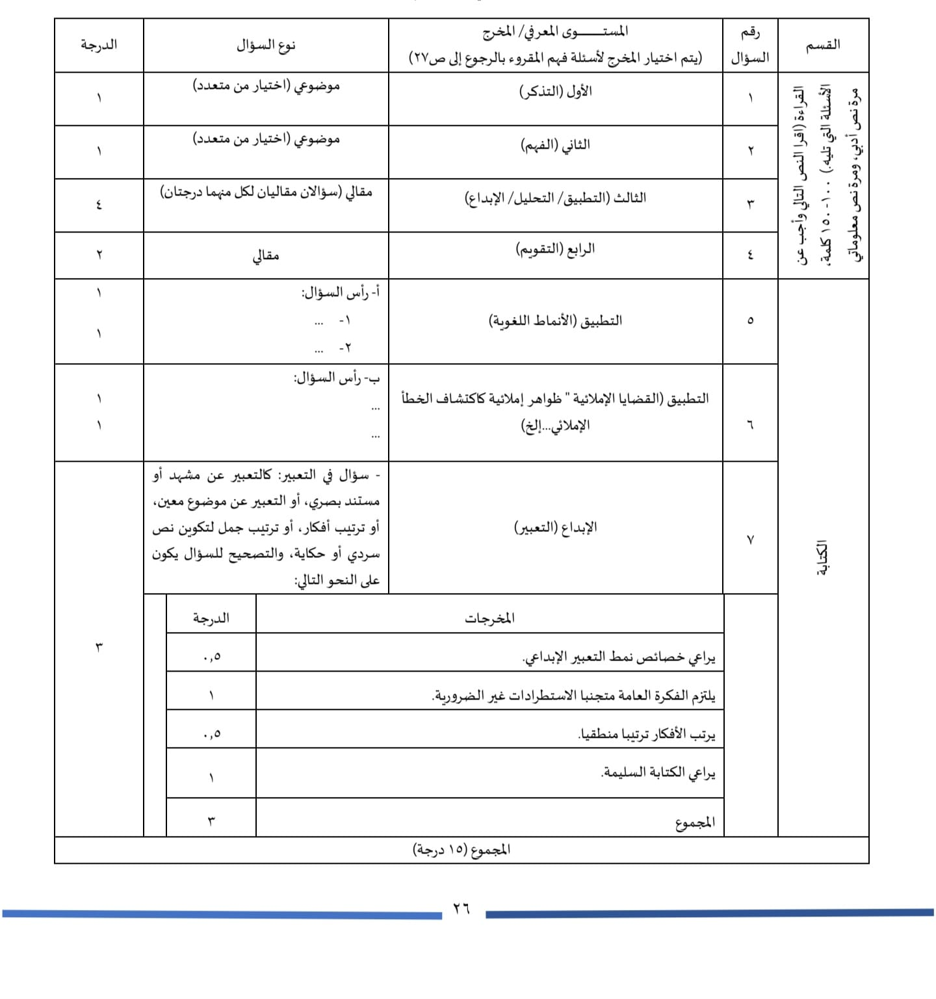 القسم
رقم
السؤال
المستـــــــوى المعرفي/ المخرج
(يتم اختيار المخرج لأسئلة فهم المقروء بالرجوع إلى ص٢٧)
نوع السؤال
الدرجة
القراءة (اقرا النص التالي وأجب عن
الأسئلة التي تليه.) ١٠٠-١٥٠ كلمة،
مرة نص أدبي، ومرة نص معلوماتي
١
الأول (التذكر)
موضوعي (اختيار من متعدد)
١
٢
الثاني (الفهم)
موضوعي (اختيار من متعدد)
١
٣
الثالث (التطبيق/ التحليل/ الإبداع)
مقالي (سؤالان مقاليان لكل منهما درجتان)
٤
٤
الرابع (التقويم)
مقالي
٢
الكتابة
٥
التطبيق (الأنماط اللغوية)
أ- رأس السؤال:
١- ...
٢- ...
١
١
٦
التطبيق (القضايا الإملائية " ظواهر إملائية كاكتشاف الخطأ
الإملائي...إلخ)
ب- رأس السؤال:
...
...
١
١
٧
الإبداع (التعبير)
- سؤال في التعبير: كالتعبير عن مشهد أو
مستند بصري، أو التعبير عن موضوع معين،
أو ترتيب أفكار، أو ترتيب جمل لتكوين نص
سردي أو حكاية، والتصحيح للسؤال يكون
على النحو التالي:
٣
المخرجات
الدرجة
يراعي خصائص نمط التعبير الإبداعي.
٠,٥
يلتزم الفكرة العامة متجنبا الاستطرادات غير الضرورية.
١
يرتب الأفكار ترتيبا منطقيا.
٠,٥
يراعي الكتابة السليمة.
١
المجموع
٣
المجموع (١٥ درجة)
٢٦